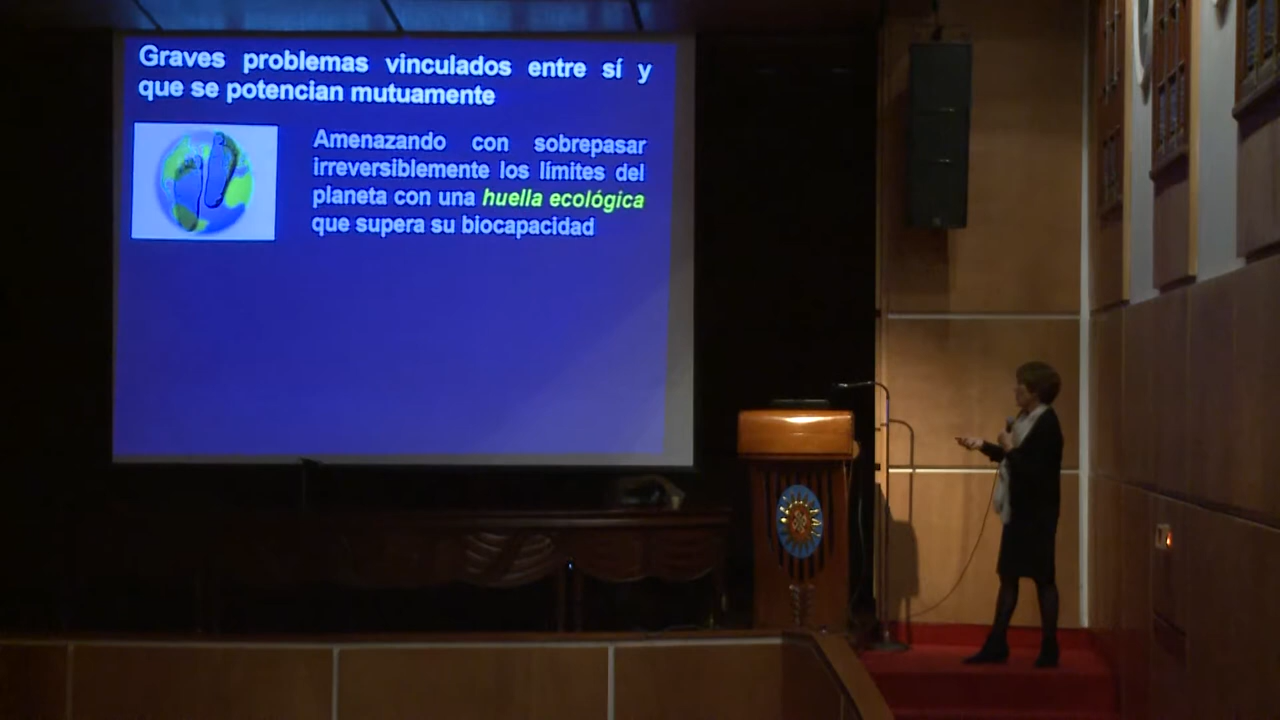 Graves problemas vinculados entre sí y
que se potencian mutuamente
Amenazando con sobrepasar
irreversiblemente los límites del
planeta con una huella ecológica
que supera su biocapacidad